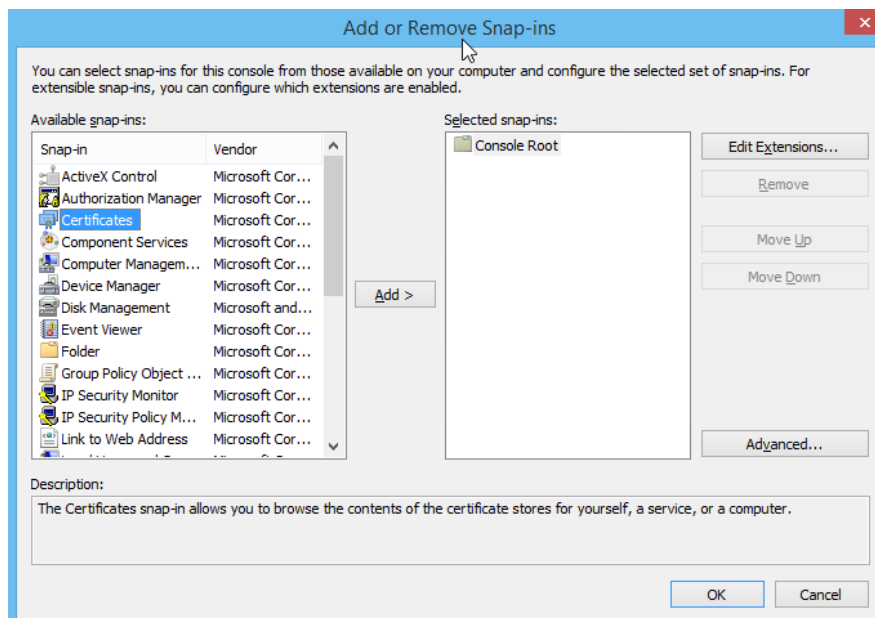 Add or Remove Snap-ins
You can select snap-ins for this console from those available on your computer and configure the selected set of snap-ins. For
extensible snap-ins, you can configure which extensions are enabled.
Available snap-ins:
Snap-in Vendor
ActiveX Control Microsoft Cor...
Authorization Manager Microsoft Cor...
Certificates Microsoft Cor...
Component Services Microsoft Cor...
Computer Managem... Microsoft Cor...
Device Manager Microsoft Cor...
Disk Management Microsoft and...
Event Viewer Microsoft Cor...
Folder Microsoft Cor...
Group Policy Object ... Microsoft Cor...
IP Security Monitor Microsoft Cor...
IP Security Policy M... Microsoft Cor...
Link to Web Address Microsoft Cor...
Add >
Selected snap-ins:
Console Root
Edit Extensions...
Remove
Move Up
Move Down
Advanced...
Description:
The Certificates snap-in allows you to browse the contents of the certificate stores for yourself, a service, or a computer.
OK
Cancel